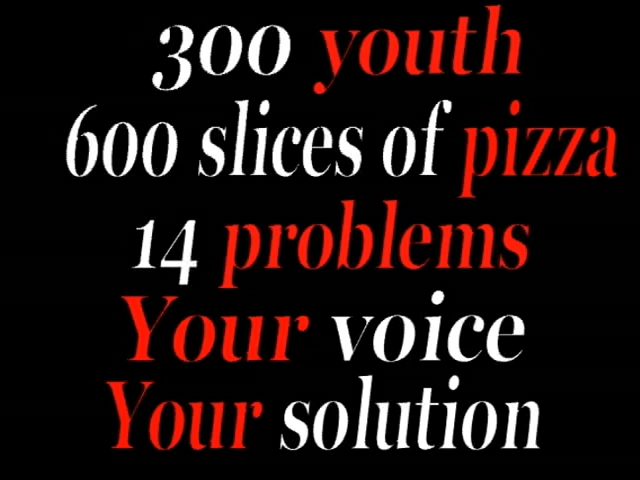 300 youth
600 slices of pizza
14 problems
Your voice
Your solution